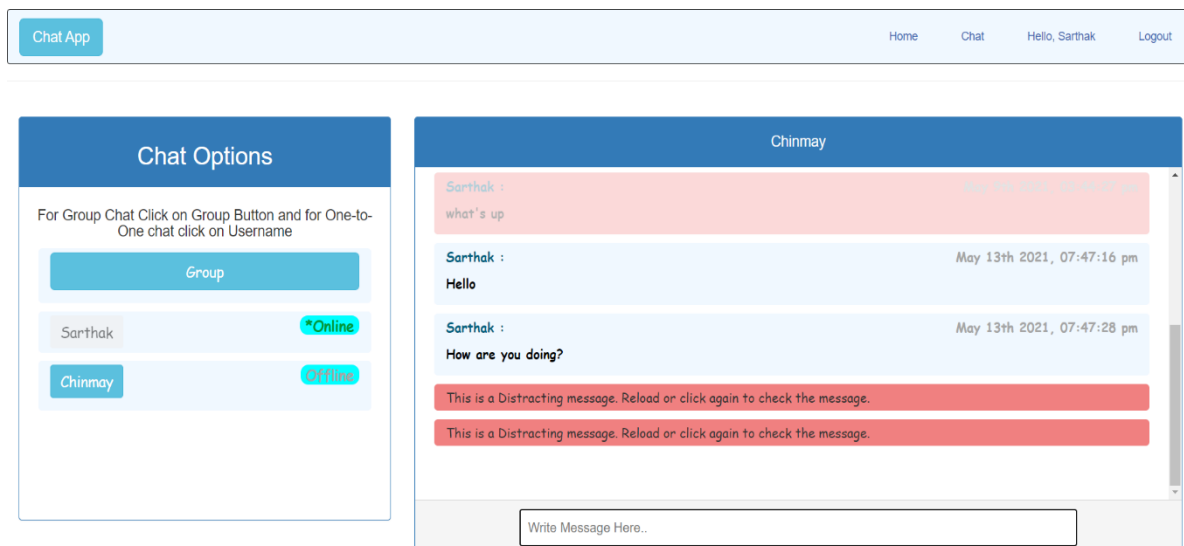 Chat App
Home Chat Hello, Sarthak Logout
Chat Options
For Group Chat Click on Group Button and for One-to-
One chat click on Username
Group
Sarthak *Online
Chinmay Offline
Chinmay
Sarthak :
what's up
Sarthak : May 13th 2021, 07:47:16 pm
Hello
Sarthak : May 13th 2021, 07:47:28 pm
How are you doing?
This is a Distracting message. Reload or click again to check the message.
This is a Distracting message. Reload or click again to check the message.
Write Message Here..